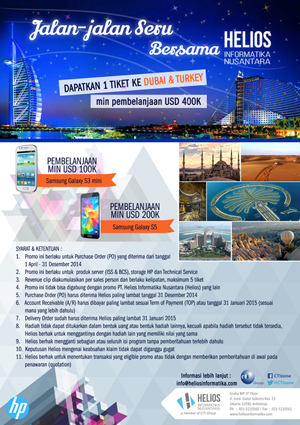 Jalan-jalan Seru
Bersama
HELIOS
INFORMATIKA
NUSANTARA
DAPATKAN 1 TIKET KE DUBAI & TURKEY
min pembelanjaan USD 400K
PEMBELANJAAN
MIN USD 100K
Samsung Galaxy S3 mini
PEMBELANJAAN
MIN USD 200K
Samsung Galaxy S5
SYARAT & KETENTUAN :
1. Promo ini berlaku untuk Purchase Order (PO) yang diterima dari tanggal
1 April - 31 Desember 2014
2. Promo ini berlaku untuk produk server (ISS & BCS), storage HP dan Technical Service
3. Revenue clip diakumulasikan per sales person dan berlaku kelipatan, maksimum 5 tiket
4. Promo ini tidak bisa digabung dengan promo PT. Helios Informatika Nusantara (Helios) yang lain
5. Purchase Order (PO) harus diterima Helios paling lambat tanggal 31 Desember 2014
6. Account Receivable (A/R) harus dibayar paling lambat sesuai Term of Payment (TOP) atau tanggal 31 Januari 2015 (sesuai
mana yang lebih dahulu)
7. Delivery Order sudah harus diterima Helios paling lambat 31 Januari 2015
8. Hadiah tidak dapat ditukarkan dalam bentuk uang atau bentuk hadiah lainnya, kecuali apabila hadiah tersebut tidak tersedia,
Helios berhak untuk menggantinya dengan hadiah lain yang memiliki nilai yang sama
9. Helios berhak mengganti sebagian atau seluruh isi program tanpa pemberitahuan terlebih dahulu
10. Keputusan Helios mengenai keabsahan klaim tidak dapat diganggu gugat
11. Helios berhak untuk menentukan transaksi yang eligible promo atau tidak dengan memberikan pemberitahuan di awal pada
penawaran (quotation)
Informasi lebih lanjut :
info@heliosinformatika.com
HELIOS
INFORMATIKA
NUSANTARA
hp
www.heliosinformatika.com